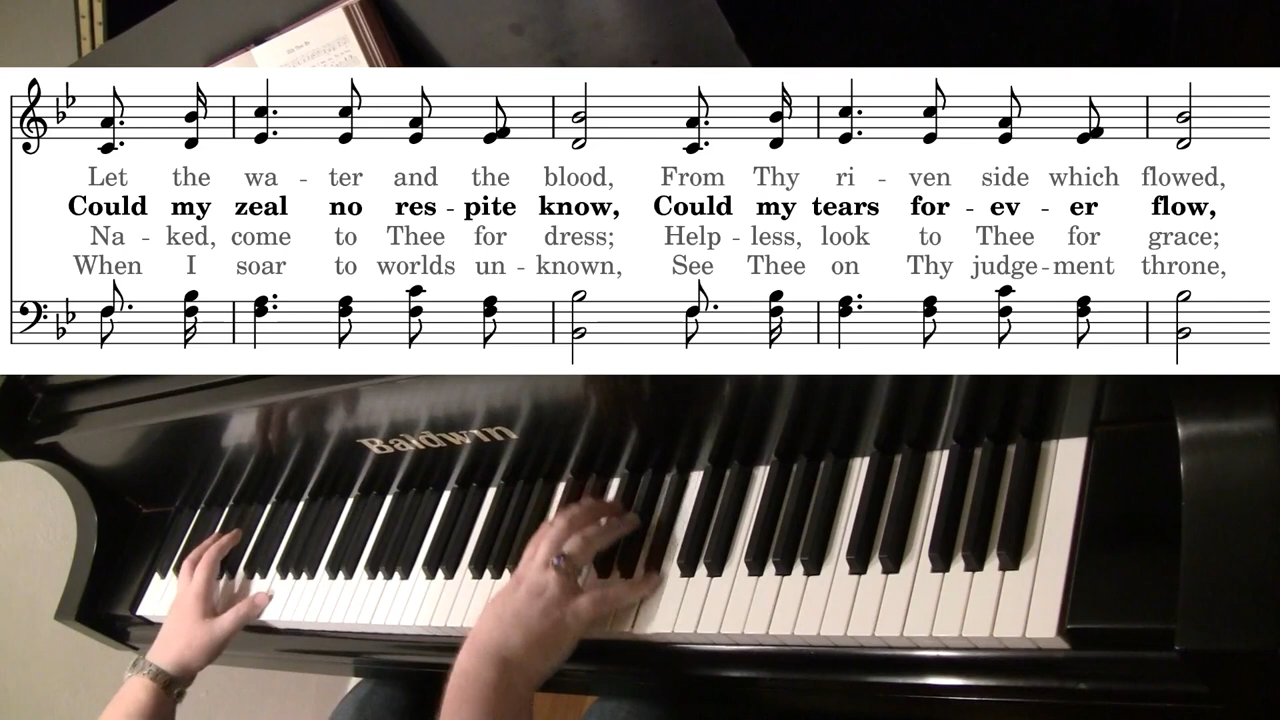 Let the wa - ter and the blood, From Thy ri - ven side which flowed,
Could my zeal no res - pite know, Could my tears for - ev - er flow,
Na - ked, come to Thee for dress; Help - less, look to Thee for grace;
When I soar to worlds un - known, See Thee on Thy judge - ment throne,
Baldwin